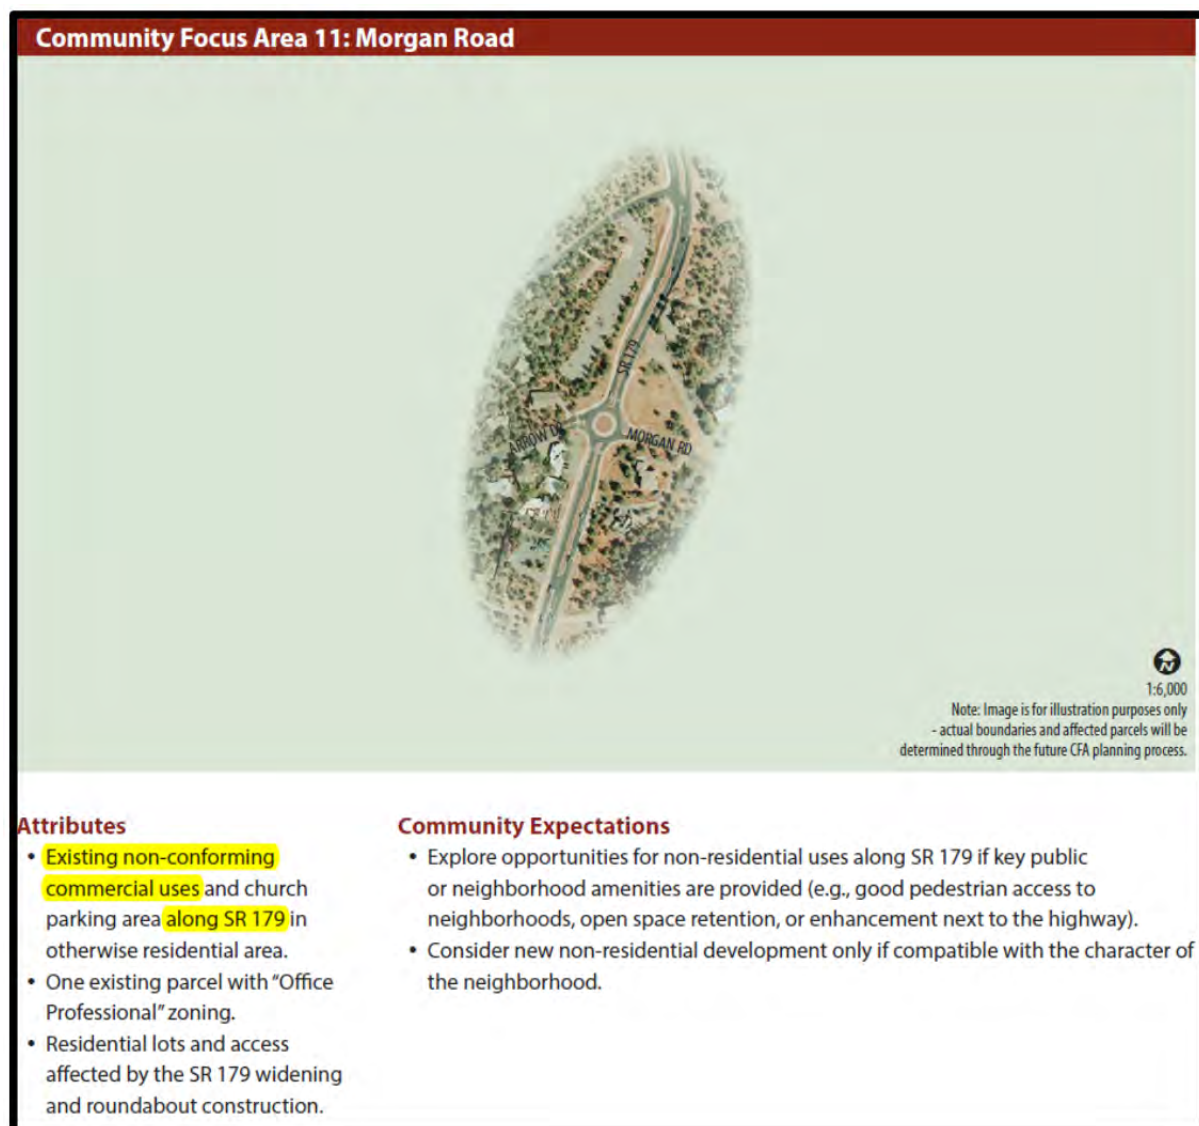 Community Focus Area 11: Morgan Road
SR 179
ARROW DR
MORGAN RD
N
1:6,000
Note: Image is for illustration purposes only
- actual boundaries and affected parcels will be
determined through the future CFA planning process.
Attributes
• Existing non-conforming
commercial uses and church
parking area along SR 179 in
otherwise residential area.
• One existing parcel with "Office
Professional" zoning.
• Residential lots and access
affected by the SR 179 widening
and roundabout construction.
Community Expectations
• Explore opportunities for non-residential uses along SR 179 if key public
or neighborhood amenities are provided (e.g., good pedestrian access to
neighborhoods, open space retention, or enhancement next to the highway).
• Consider new non-residential development only if compatible with the character of
the neighborhood.